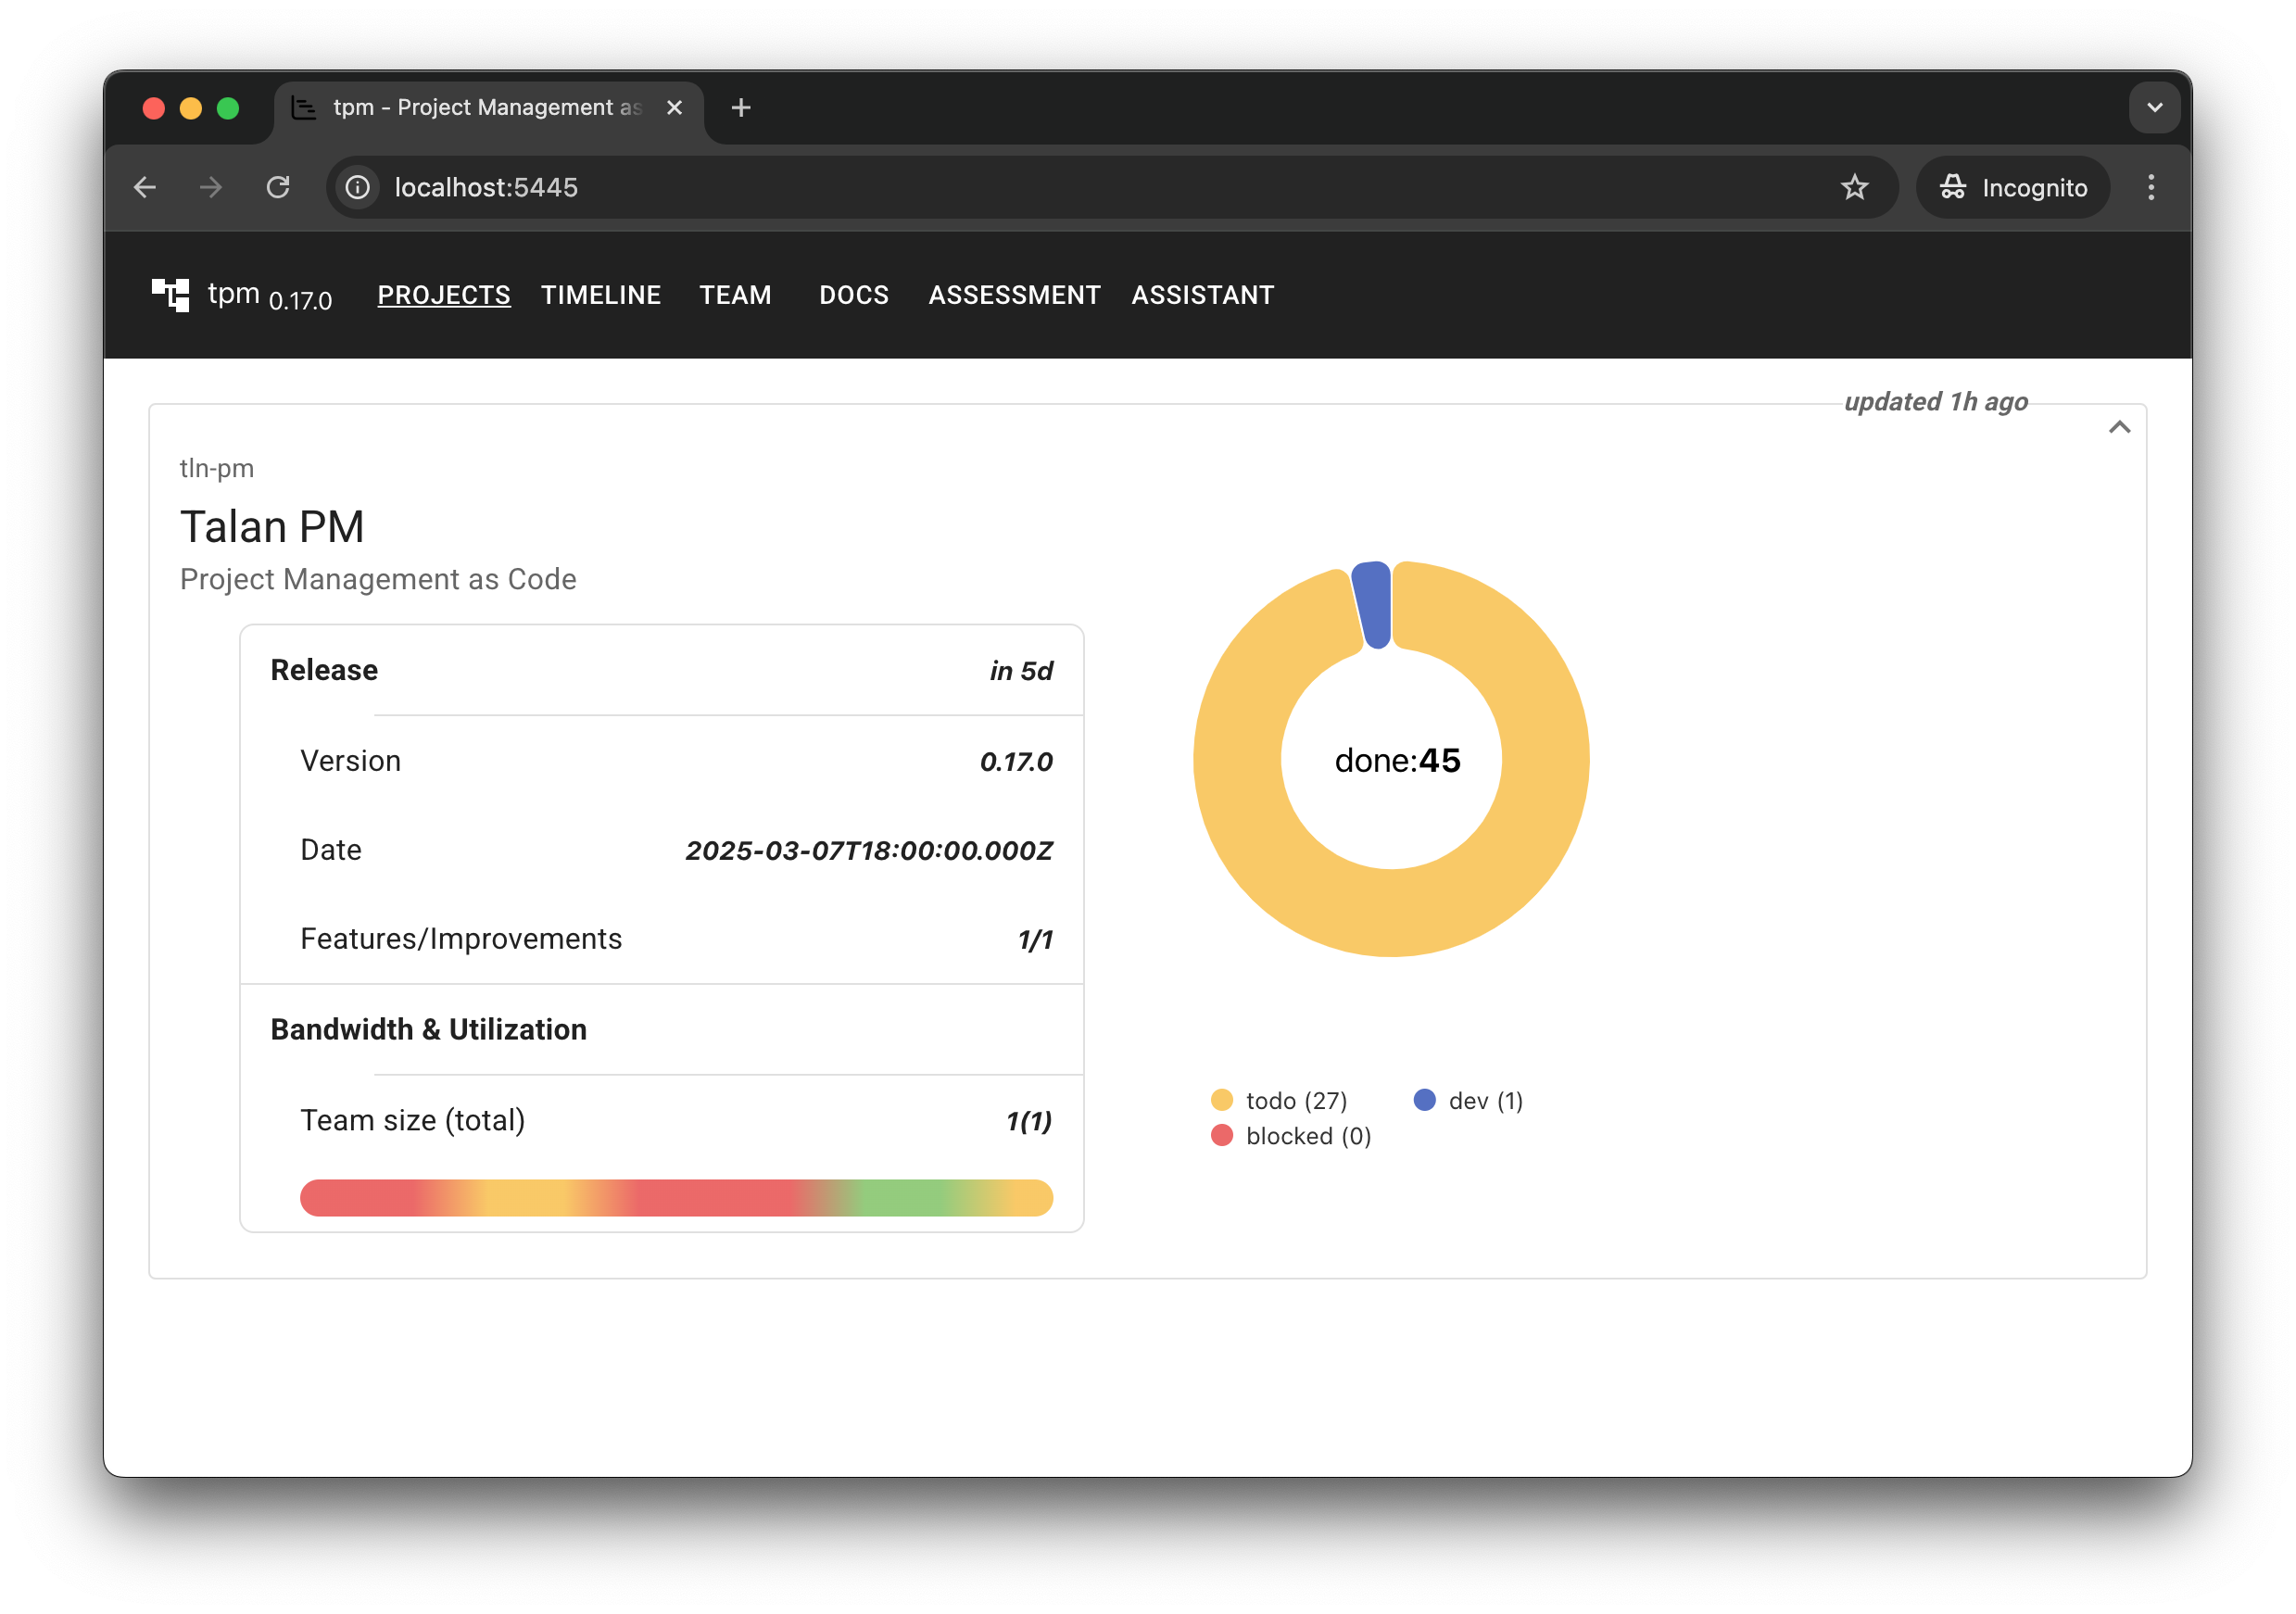 tpm - Project Management as
localhost:5445
Incognito
tpm 0.17.0 PROJECTS TIMELINE TEAM DOCS ASSESSMENT ASSISTANT
updated 1h ago
tln-pm
Talan PM
Project Management as Code
Release in 5d
Version 0.17.0
Date 2025-03-07T18:00:00.000Z
Features/Improvements 1/1
Bandwidth & Utilization
Team size (total) 1(1)
done:45
todo (27) dev (1)
blocked (0)